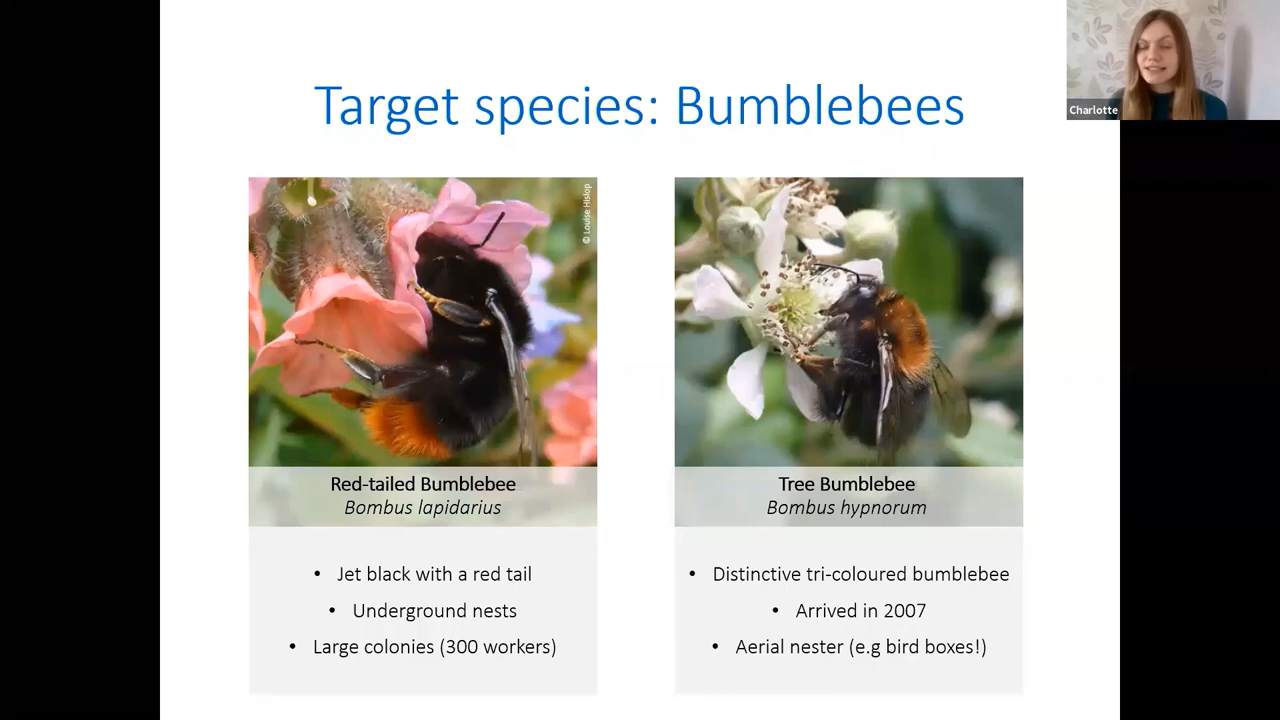 Charlotte
Target species: Bumblebees
© Louise Hislop
Red-tailed Bumblebee
Bombus lapidarius
• Jet black with a red tail
• Underground nests
• Large colonies (300 workers)
Tree Bumblebee
Bombus hypnorum
• Distinctive tri-coloured bumblebee
• Arrived in 2007
• Aerial nester (e.g bird boxes!)